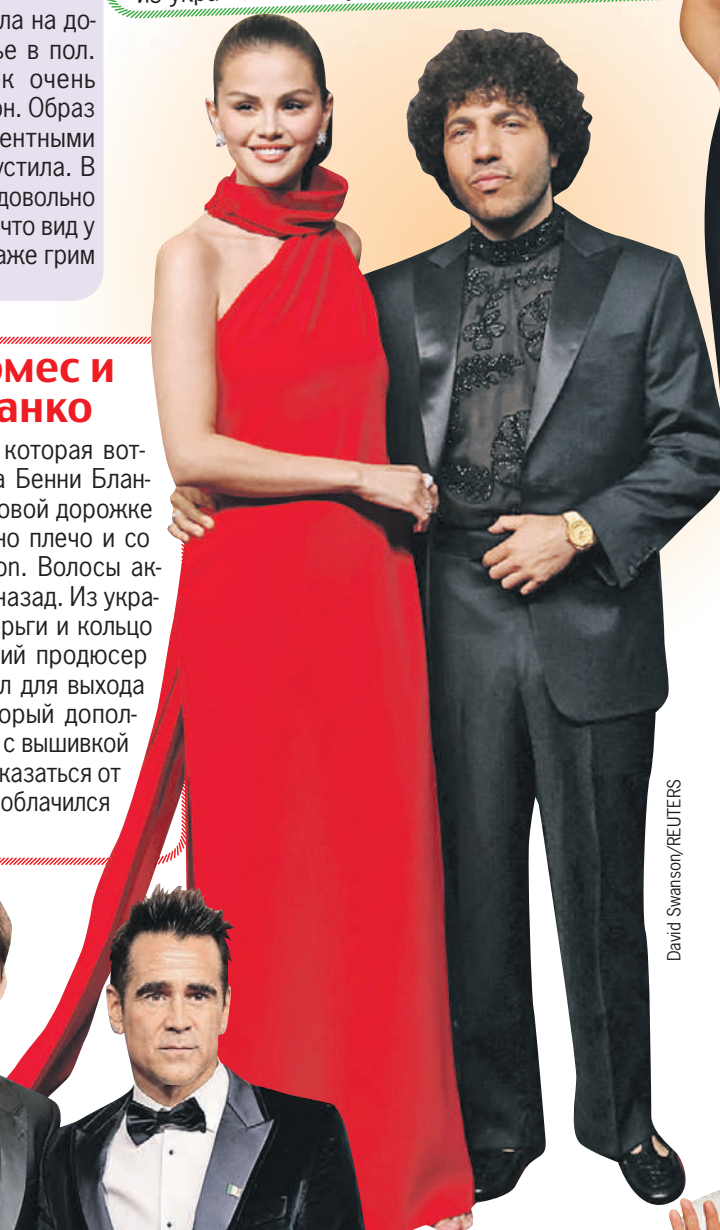 ла на до-
ье в пол.
к очень
он. Образ
ентными
устила. В
довольно
что вид у
аже грим
омес и
анко
которая вот-
а Бенни Блан-
овой дорожке
но плечо и со
on. Волосы ак-
назад. Из укра-
рьги и кольцо
ий продюсер
л для выхода
орый допол-
с вышивкой
казаться от
облачился
David Swanson/REUTERS